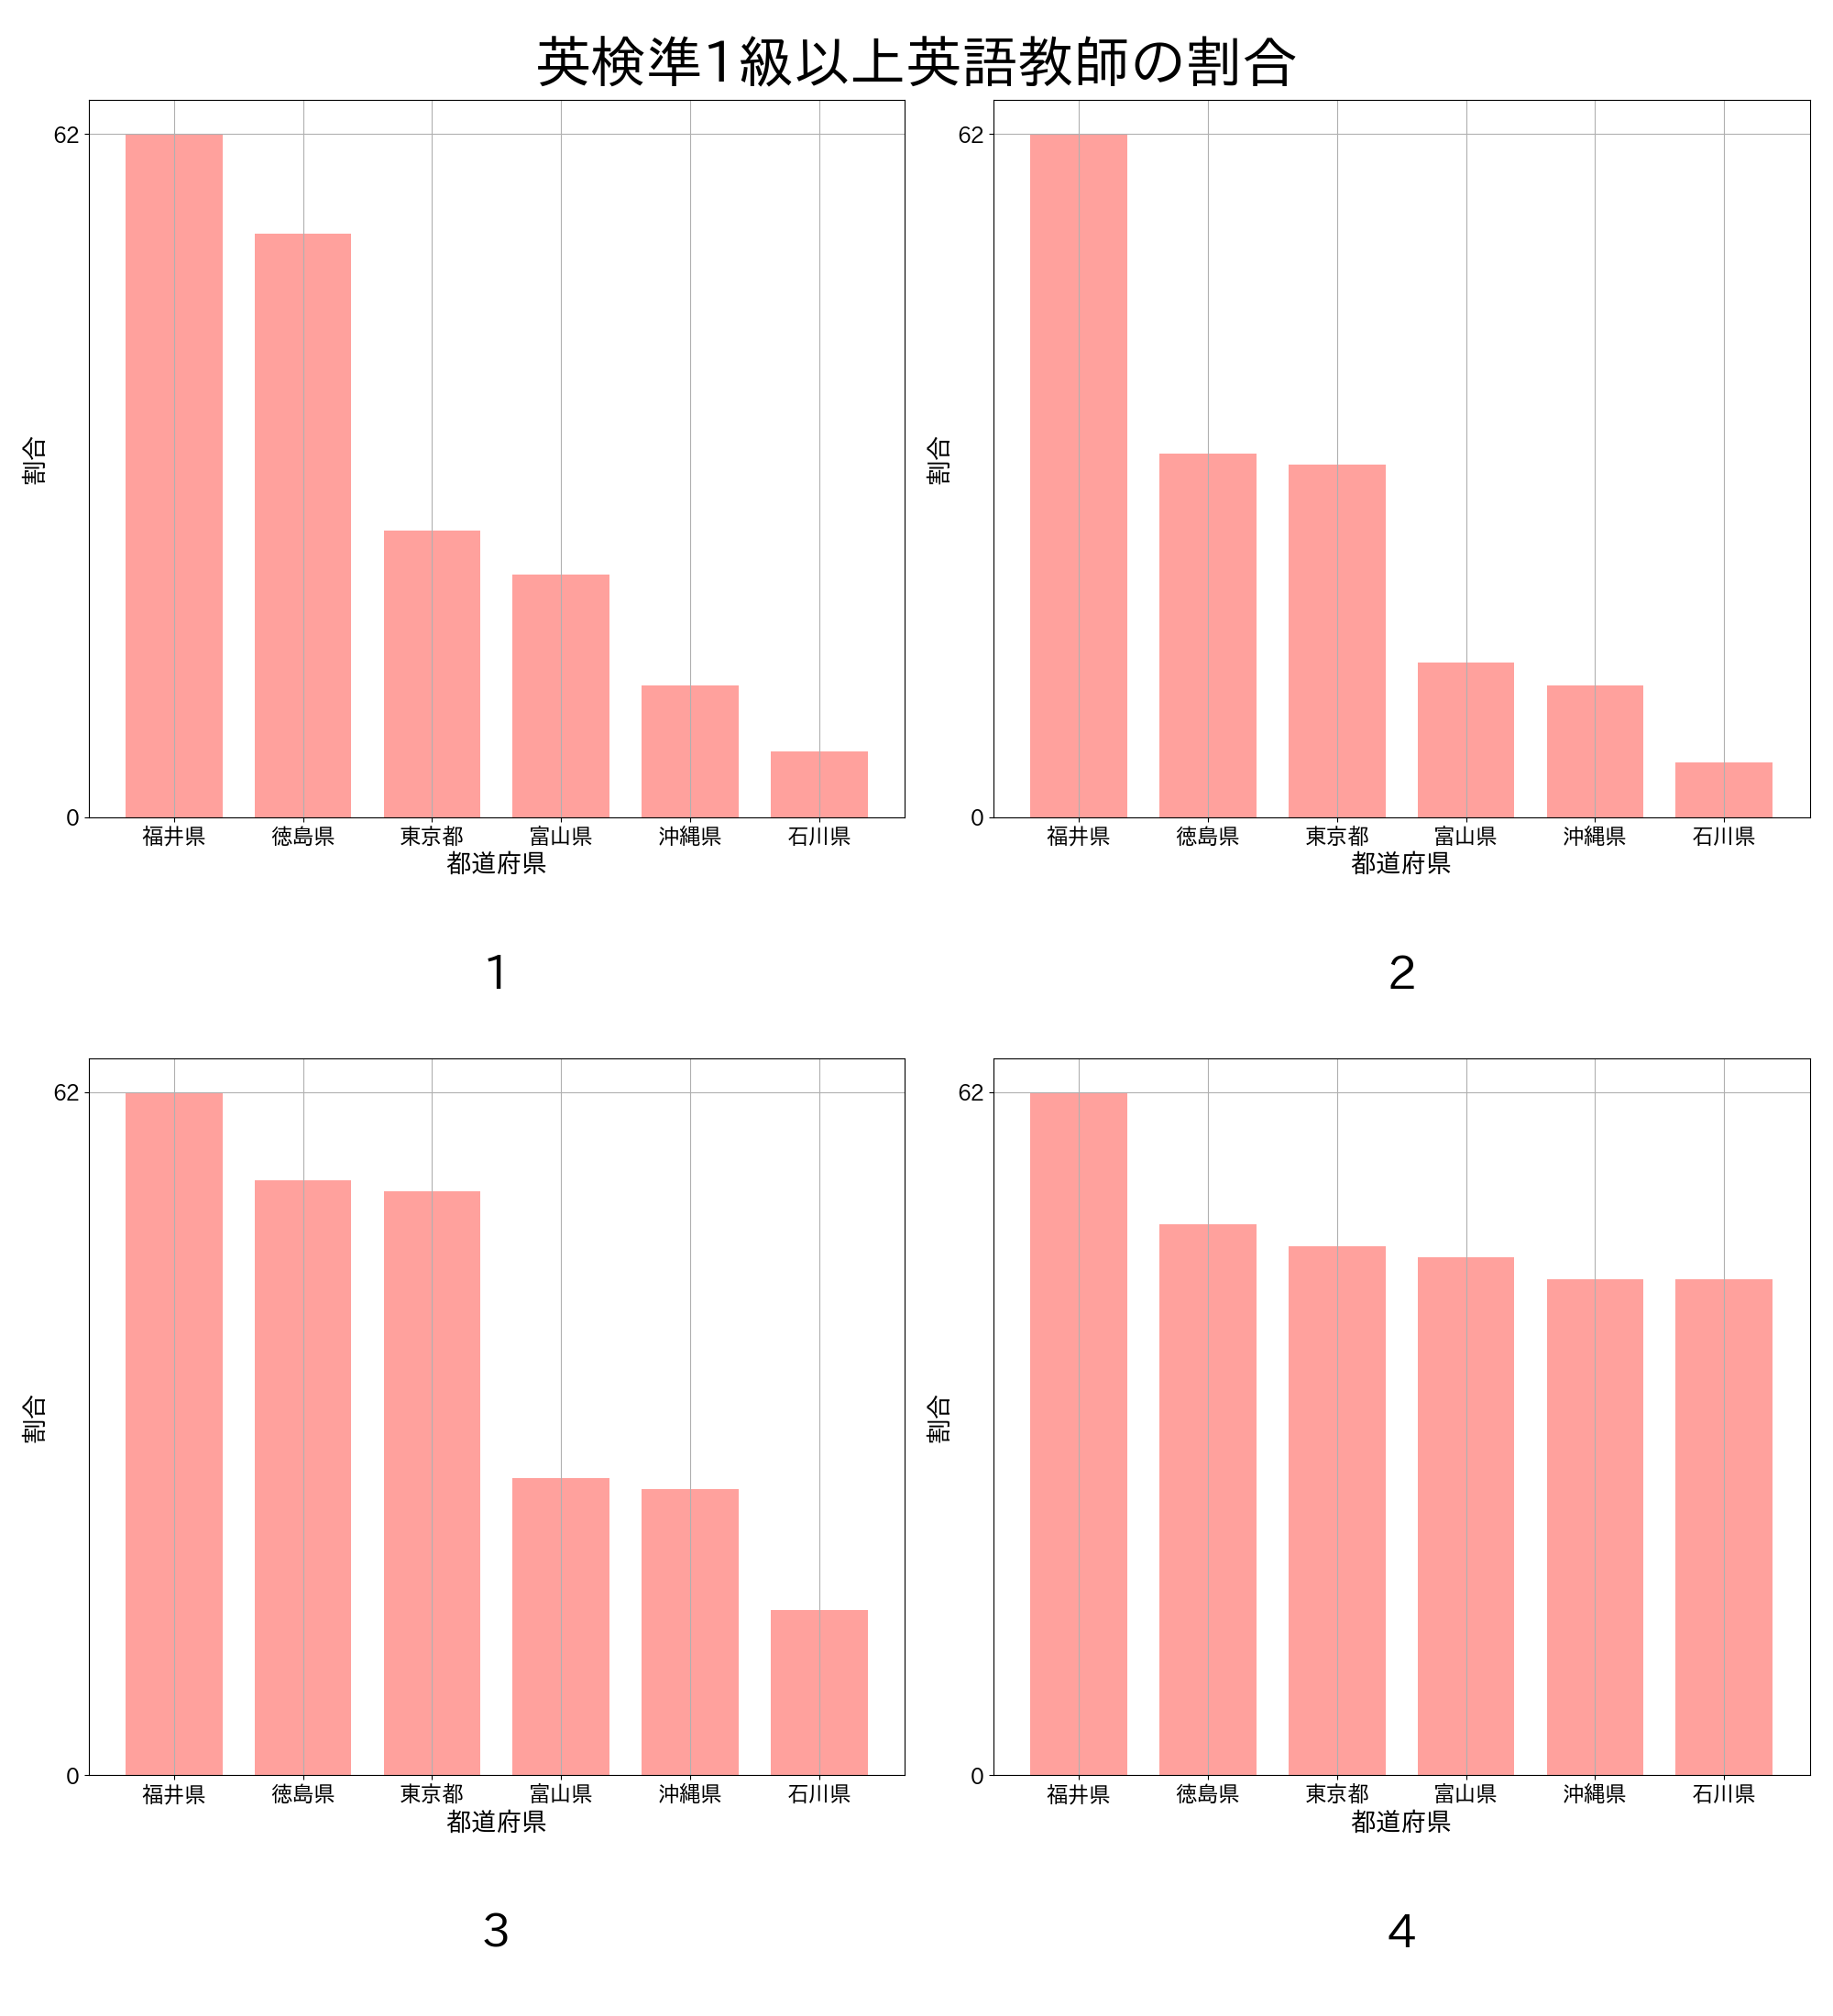 英検準1級以上英語教師の割合
62
0
割合
福井県 徳島県 東京都 富山県 沖縄県 石川県
都道府県
1
62
0
割合
福井県 徳島県 東京都 富山県 沖縄県 石川県
都道府県
2
62
0
割合
福井県 徳島県 東京都 富山県 沖縄県 石川県
都道府県
3
62
0
割合
福井県 徳島県 東京都 富山県 沖縄県 石川県
都道府県
4